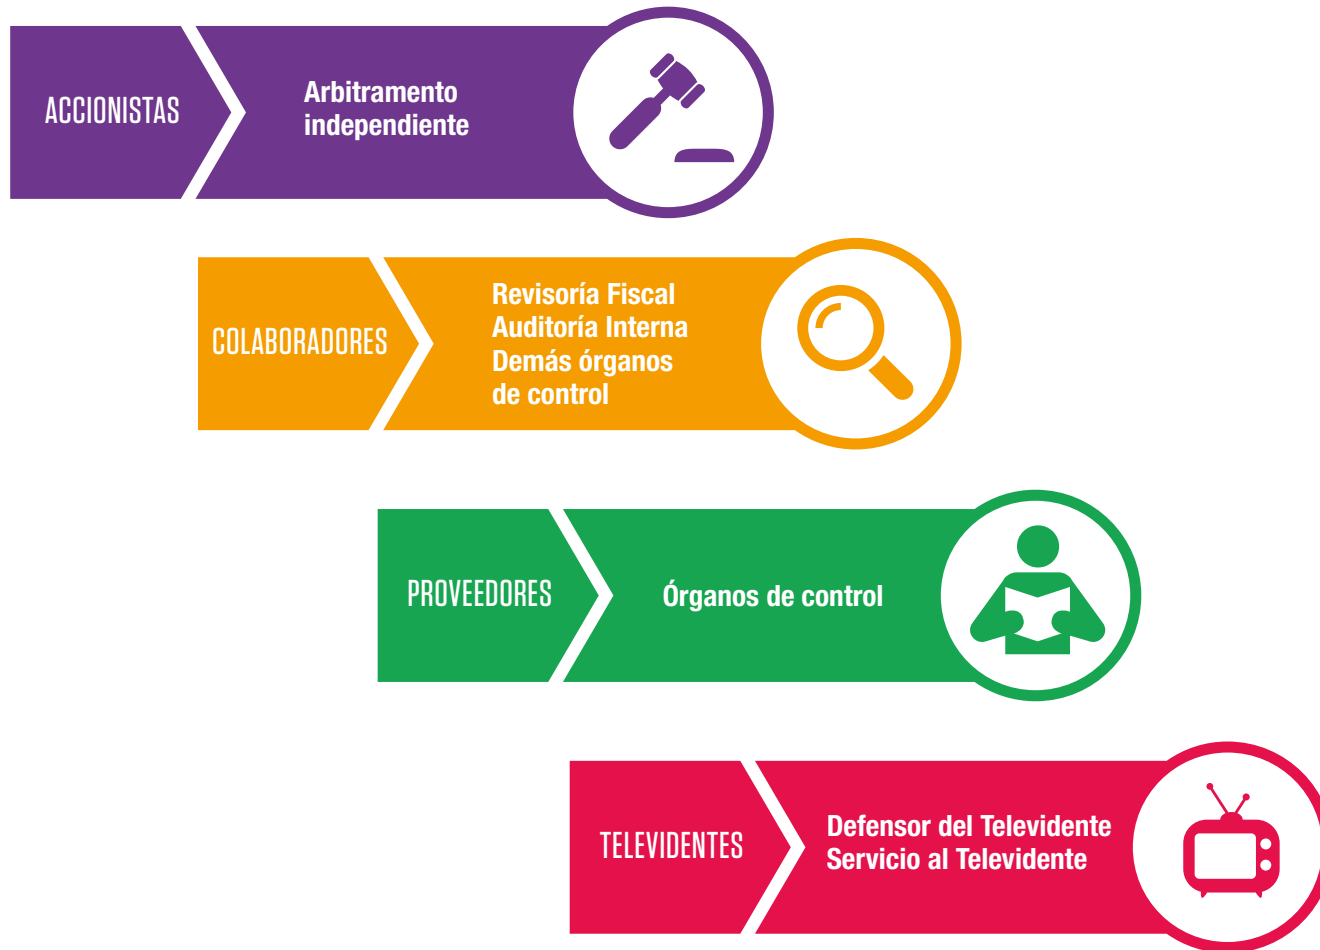 ACCIONISTAS
Arbitramento
independiente
COLABORADORES
Revisoría Fiscal
Auditoría Interna
Demás órganos
de control
PROVEEDORES
Órganos de control
TELEVIDENTES
Defensor del Televidente
Servicio al Televidente